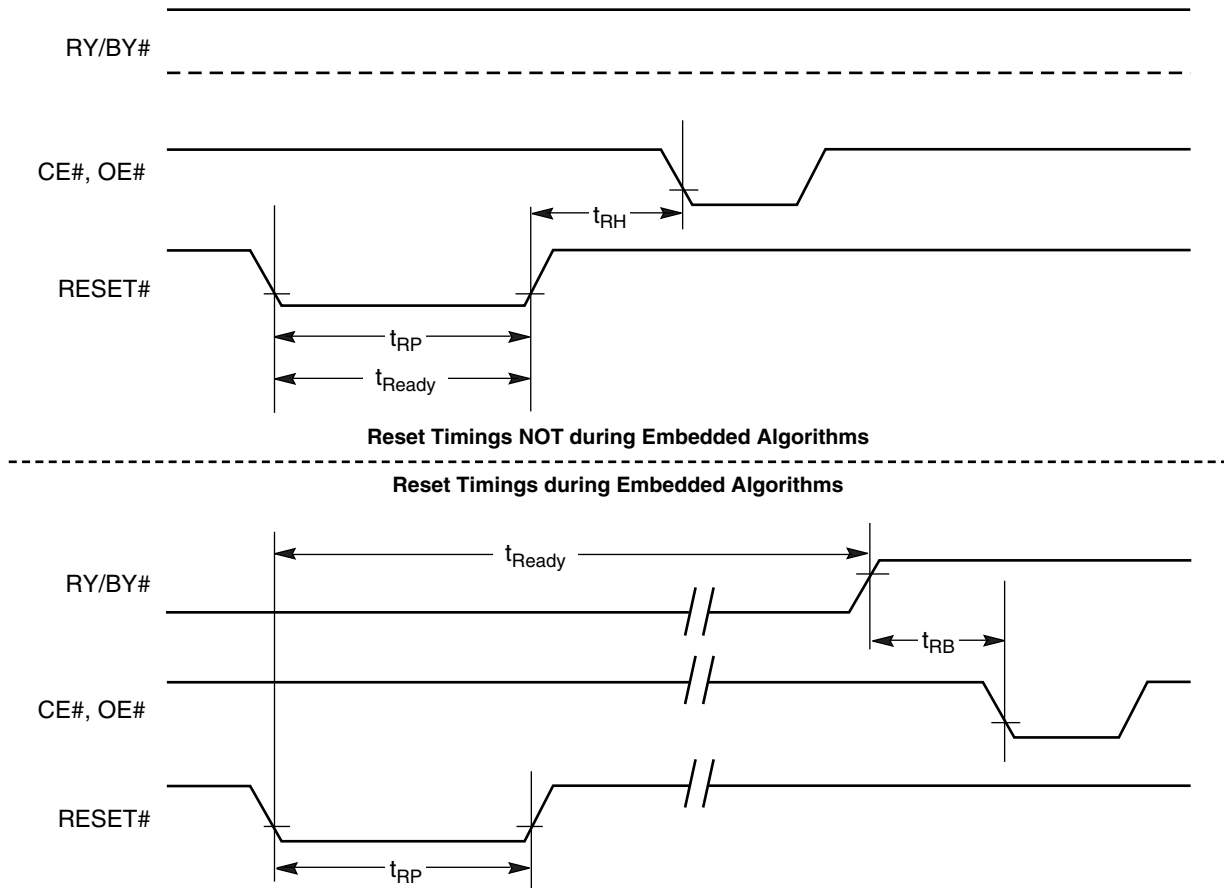 RY/BY#
CE#, OE#
tRH
RESET#
tRP
tReady
Reset Timings NOT during Embedded Algorithms
Reset Timings during Embedded Algorithms
tReady
RY/BY#
tRB
CE#, OE#
RESET#
tRP